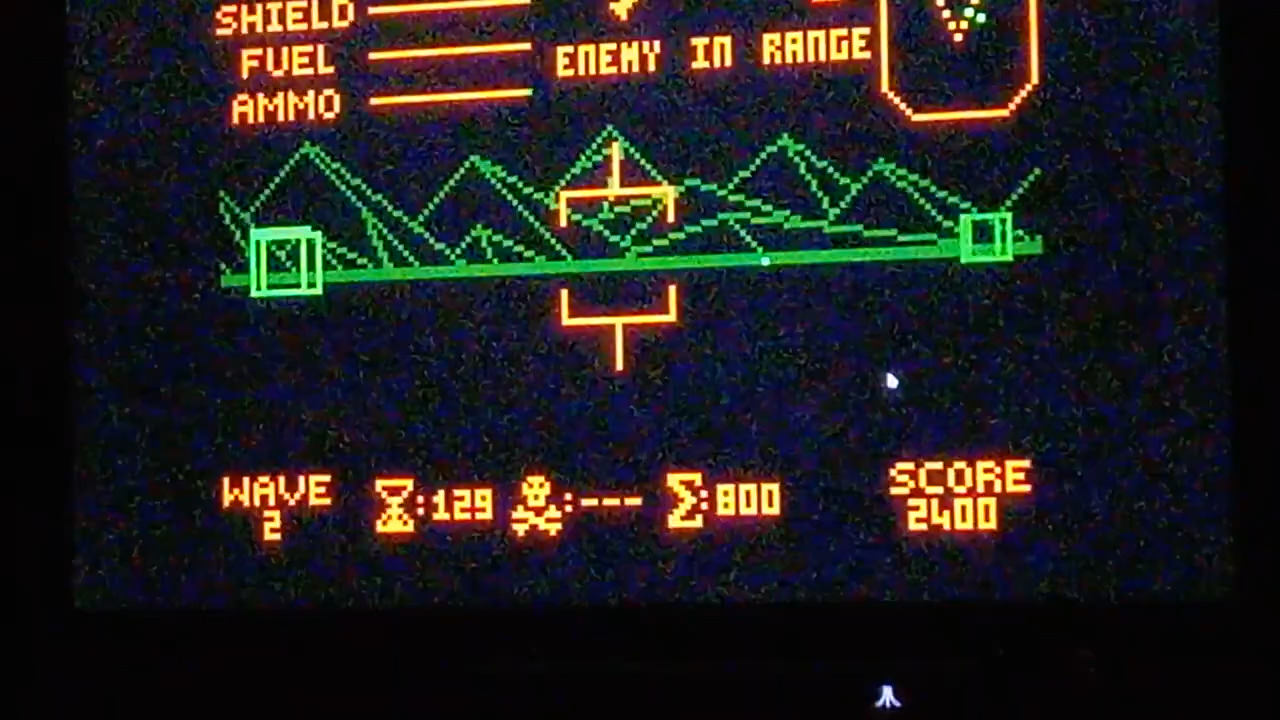 SHIELD
FUEL
AMMO
ENEMY IN RANGE
WAVE
2
:129
:---
Σ:800
SCORE
2400